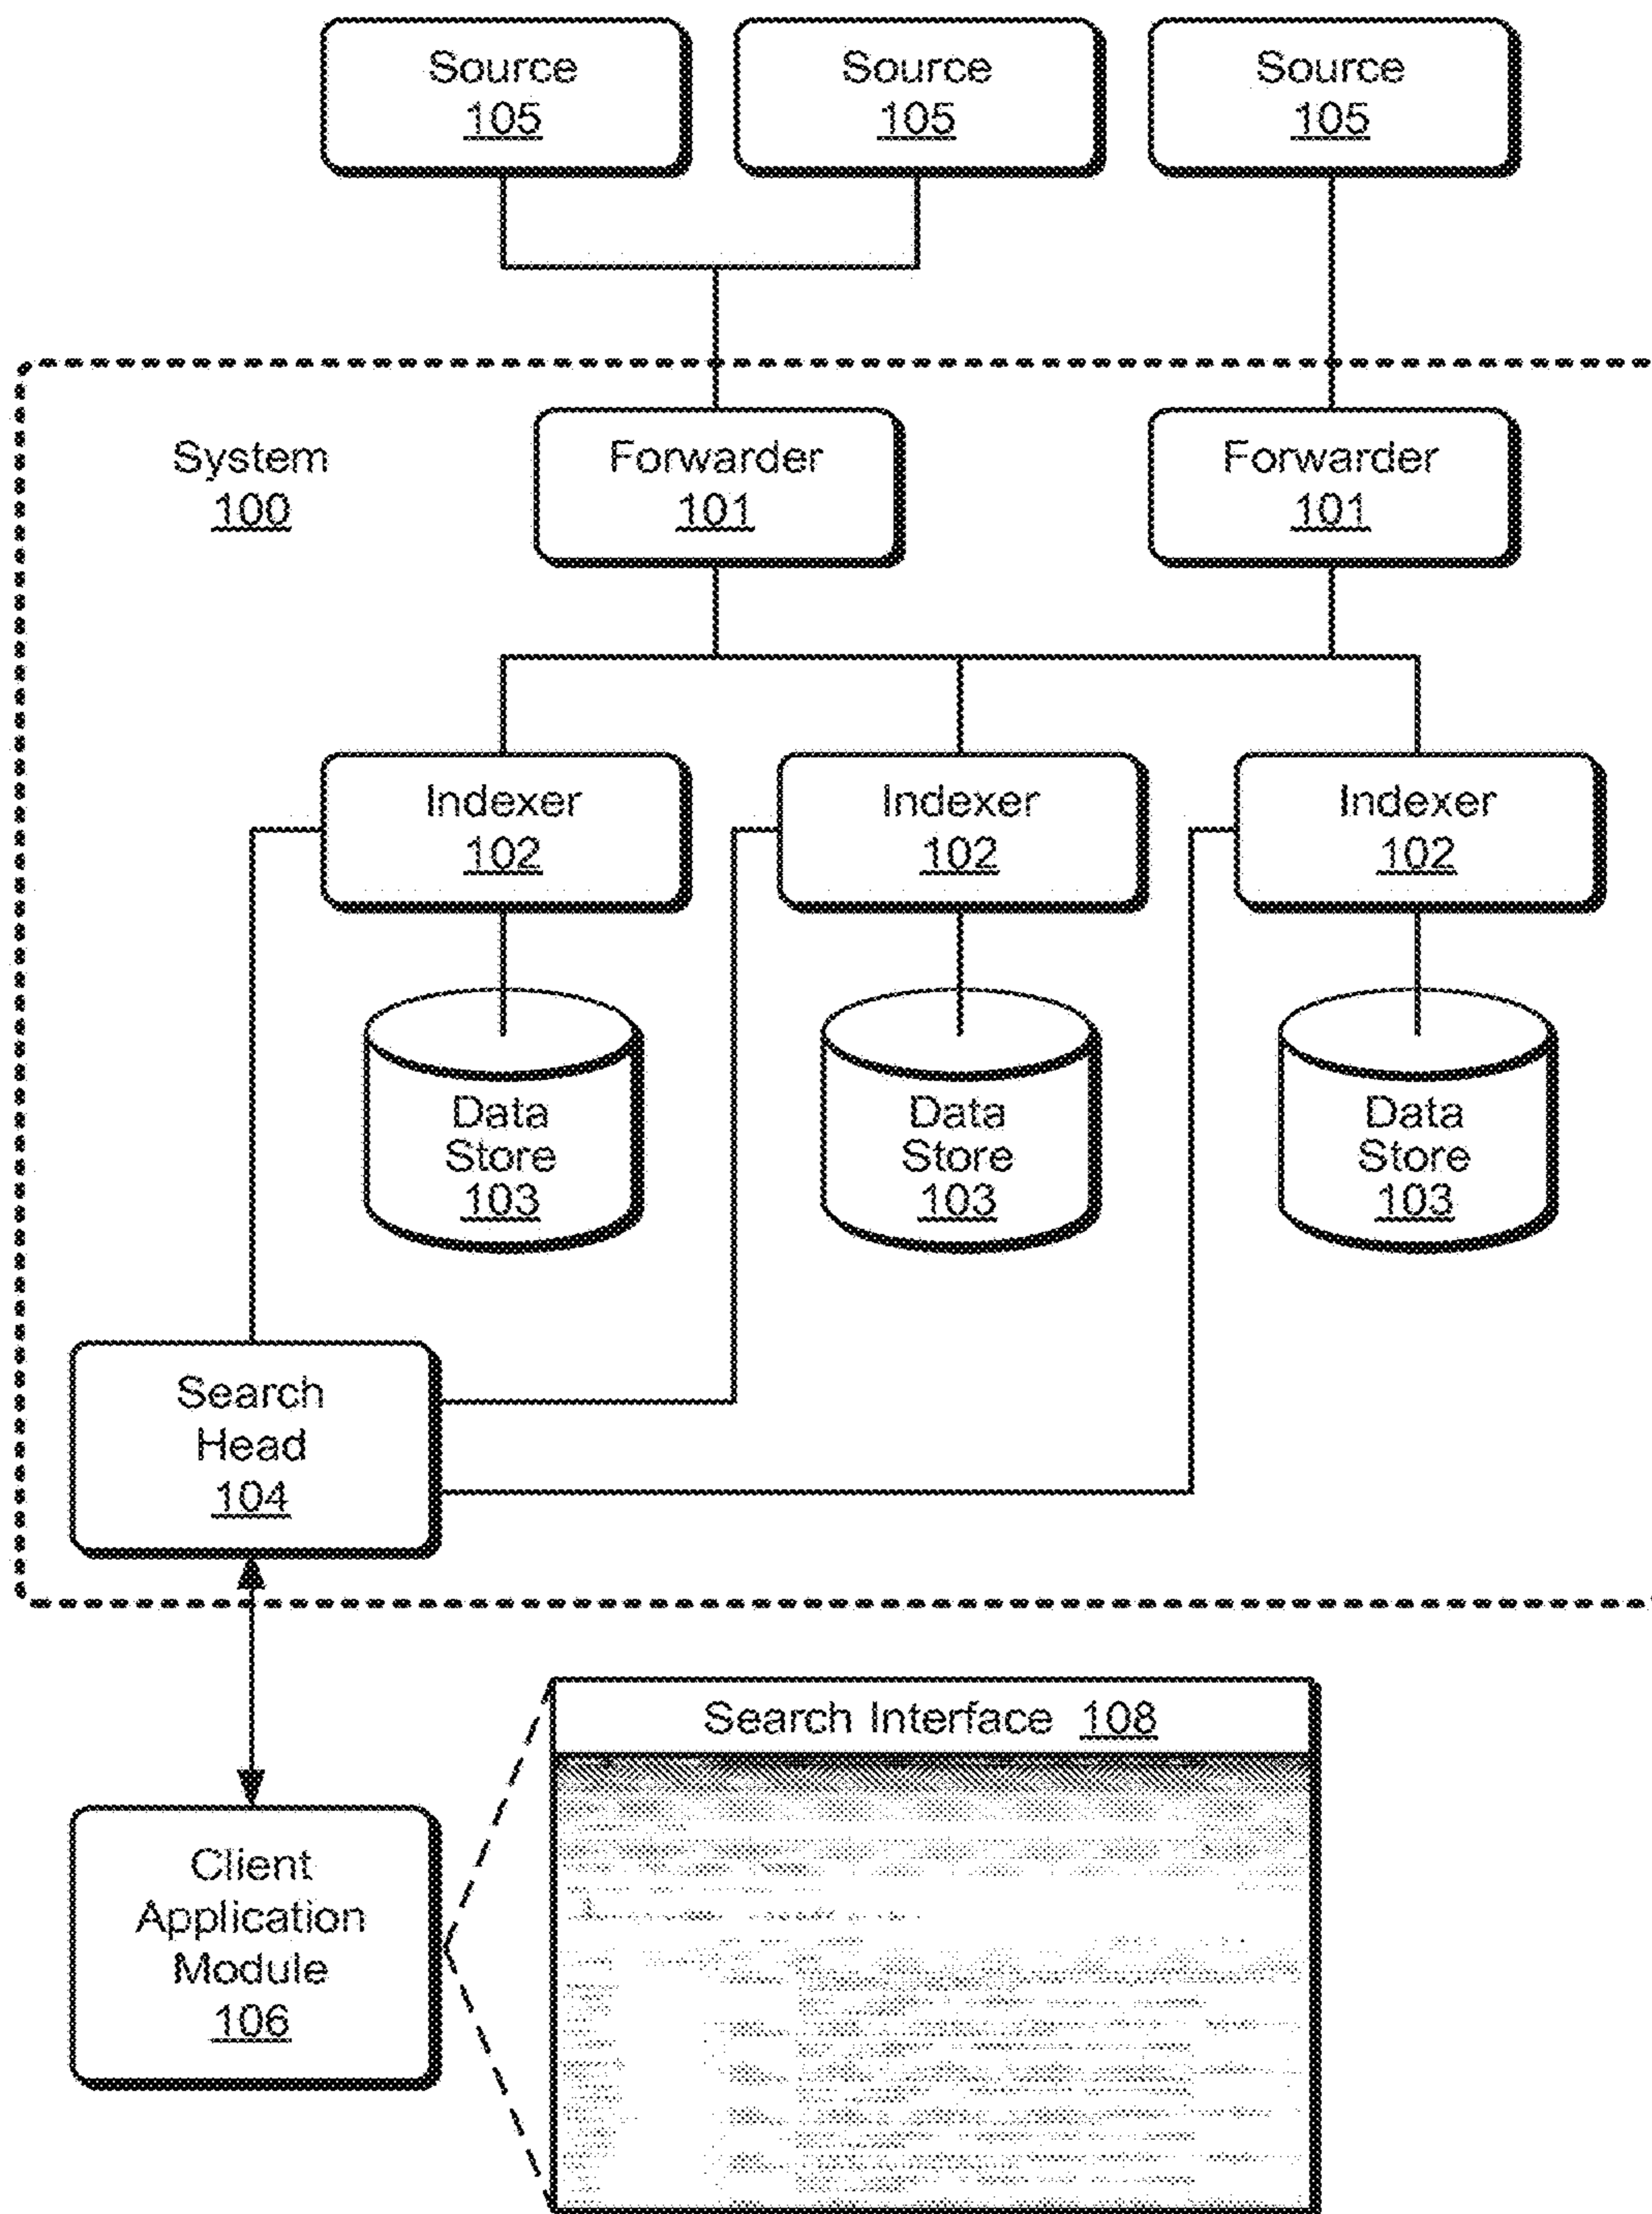 Source
105
Source
105
Source
105
System
100
Forwarder
101
Forwarder
101
Indexer
102
Indexer
102
Indexer
102
Data
Store
103
Data
Store
103
Data
Store
103
Search
Head
104
Search Interface 108
Client
Application
Module
106